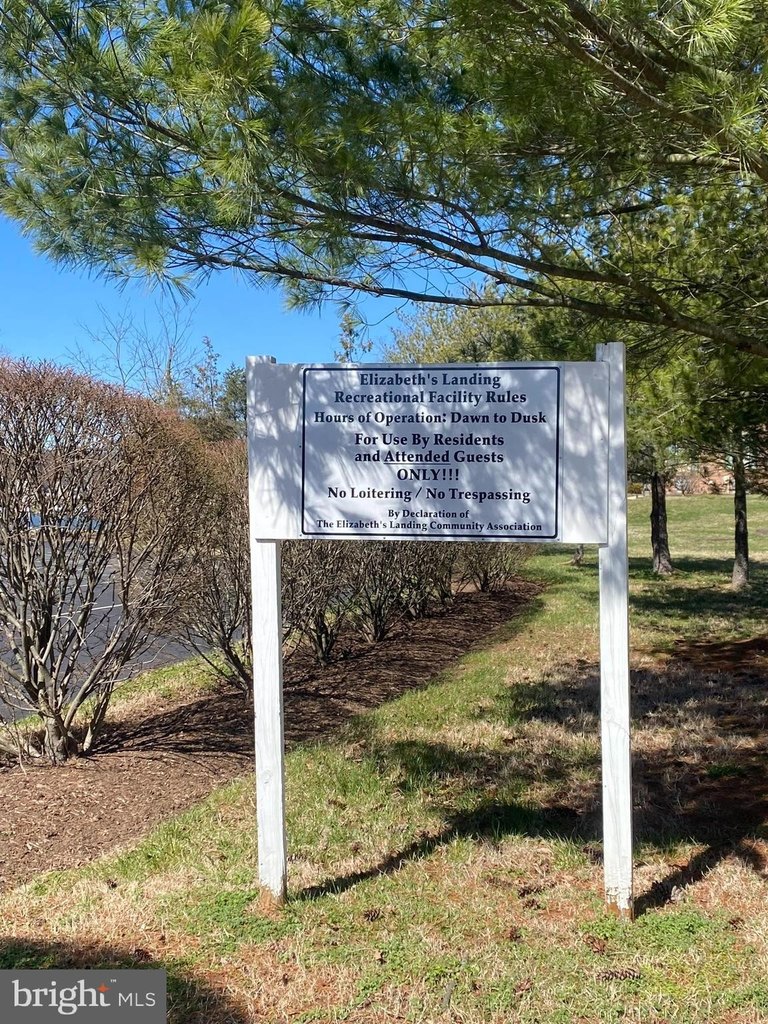 Elizabeth's Landing
Recreational Facility Rules
Hours of Operation: Dawn to Dusk
For Use By Residents
and Attended Guests
ONLY!!!
No Loitering / No Trespassing
By Declaration of
The Elizabeth's Landing Community Association
bright™ MLS